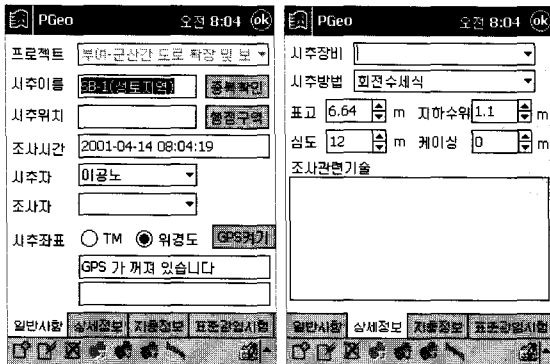 PGeo 오전 8:04 ok
프로젝트 부여-군산간 도로 확장 및 보
시추이름 SB-1(성토지역) 중복확인
시추위치 행정구역
조사시간 2001-04-14 08:04:19
시추자 이공노
조사자
시추좌표 TM 위경도 GPS켜기
GPS 가 꺼져 있습니다
일반사항 상세정보 지층정보 표준관입시험
PGeo 오전 8:04 ok
시추장비
시추방법 회전수세식
표고 6.64 m 지하수위 1.1 m
심도 12 m 케이싱 0 m
조사관련기술
일반사항 상세정보 지층정보 표준관입시험